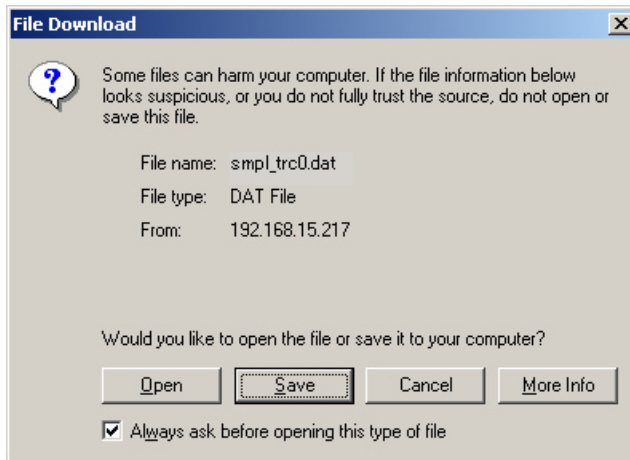 File Download
Some files can harm your computer. If the file information below
looks suspicious, or you do not fully trust the source, do not open or
save this file.
File name: smpl_trc0.dat
File type: DAT File
From: 192.168.15.217
Would you like to open the file or save it to your computer?
Open Save Cancel More Info
Always ask before opening this type of file